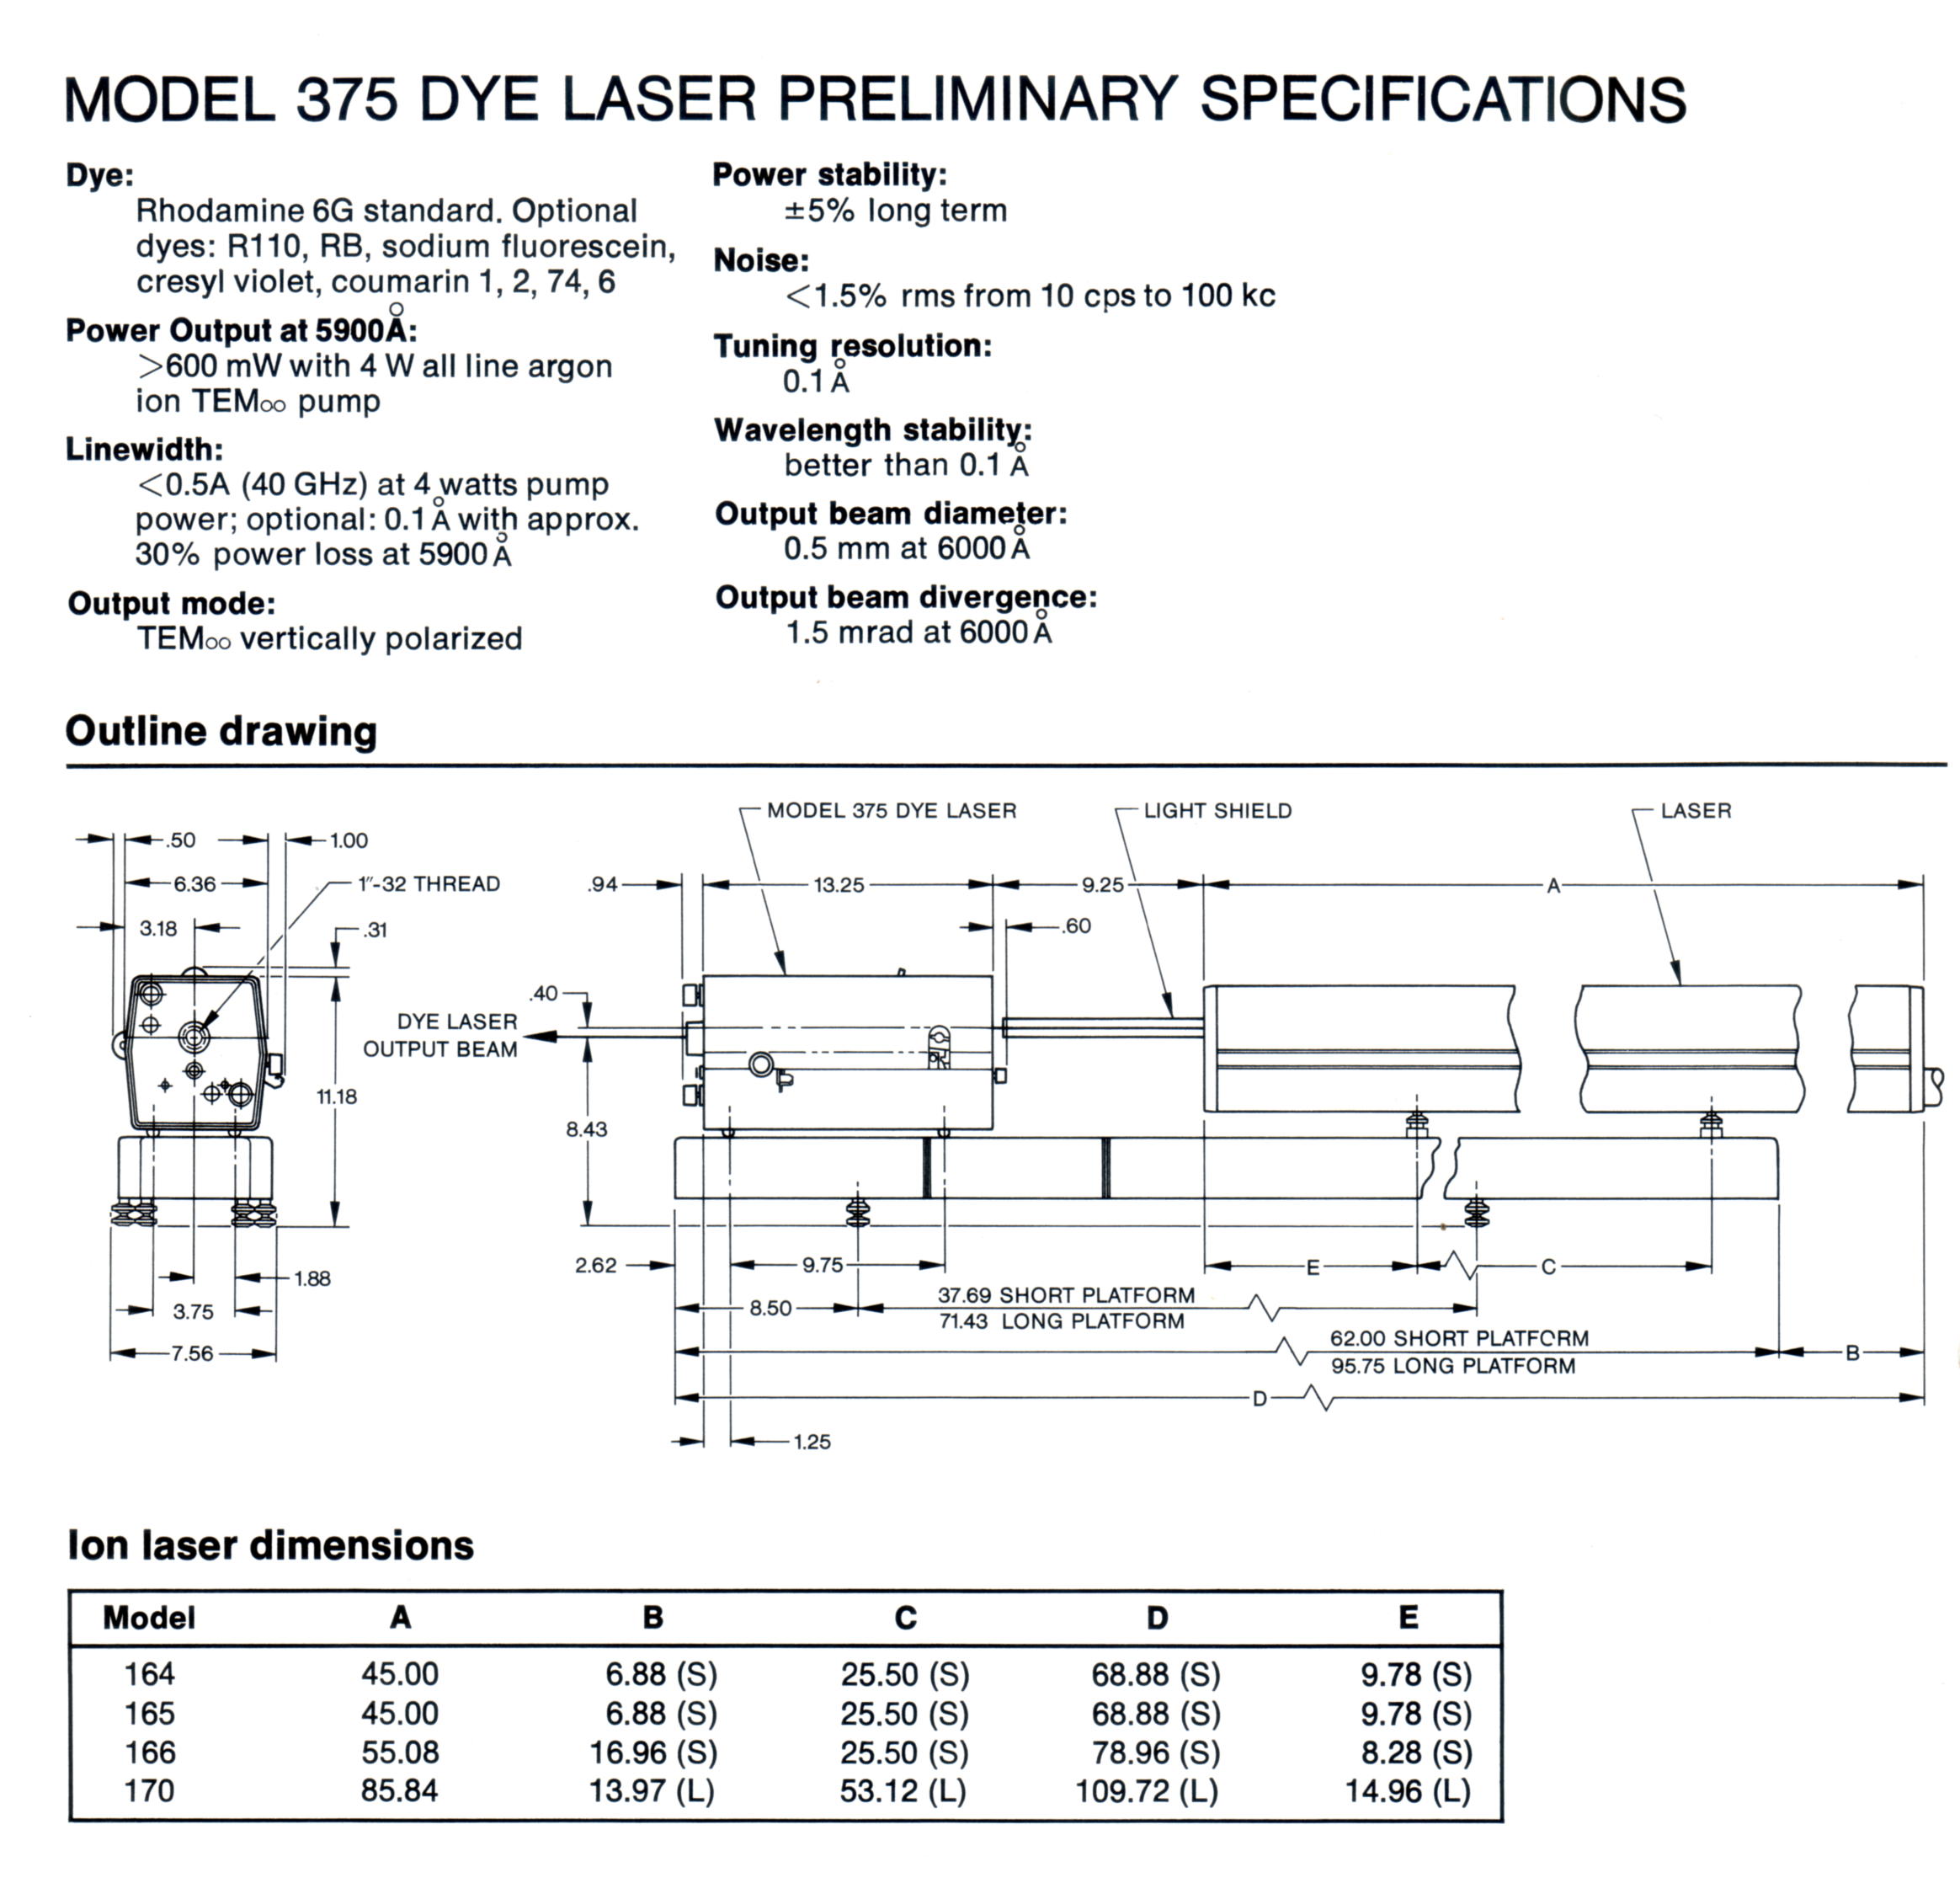 MODEL 375 DYE LASER PRELIMINARY SPECIFICATIONS
Dye:
Rhodamine 6G standard. Optional
dyes: R110, RB, sodium fluorescein,
cresyl violet, coumarin 1, 2, 74, 6
Power Output at 5900Å:
>600 mW with 4 W all line argon
ion TEM₀₀ pump
Linewidth:
<0.5A (40 GHz) at 4 watts pump
power; optional: 0.1 Å with approx.
30% power loss at 5900 Å
Output mode:
TEM₀₀ vertically polarized
Power stability:
±5% long term
Noise:
<1.5% rms from 10 cps to 100 kc
Tuning resolution:
0.1 Å
Wavelength stability:
better than 0.1 Å
Output beam diameter:
0.5 mm at 6000 Å
Output beam divergence:
1.5 mrad at 6000 Å
Outline drawing
.50
1.00
6.36
1"-32 THREAD
3.18
.31
11.18
1.88
3.75
7.56
MODEL 375 DYE LASER
LIGHT SHIELD
LASER
.94
13.25
9.25
A
.60
.40
DYE LASER
OUTPUT BEAM
8.43
2.62
9.75
E
C
8.50
37.69 SHORT PLATFORM
71.43 LONG PLATFORM
62.00 SHORT PLATFORM
95.75 LONG PLATFORM
B
D
1.25
Ion laser dimensions
Model A B C D E
164 45.00 6.88 (S) 25.50 (S) 68.88 (S) 9.78 (S)
165 45.00 6.88 (S) 25.50 (S) 68.88 (S) 9.78 (S)
166 55.08 16.96 (S) 25.50 (S) 78.96 (S) 8.28 (S)
170 85.84 13.97 (L) 53.12 (L) 109.72 (L) 14.96 (L)